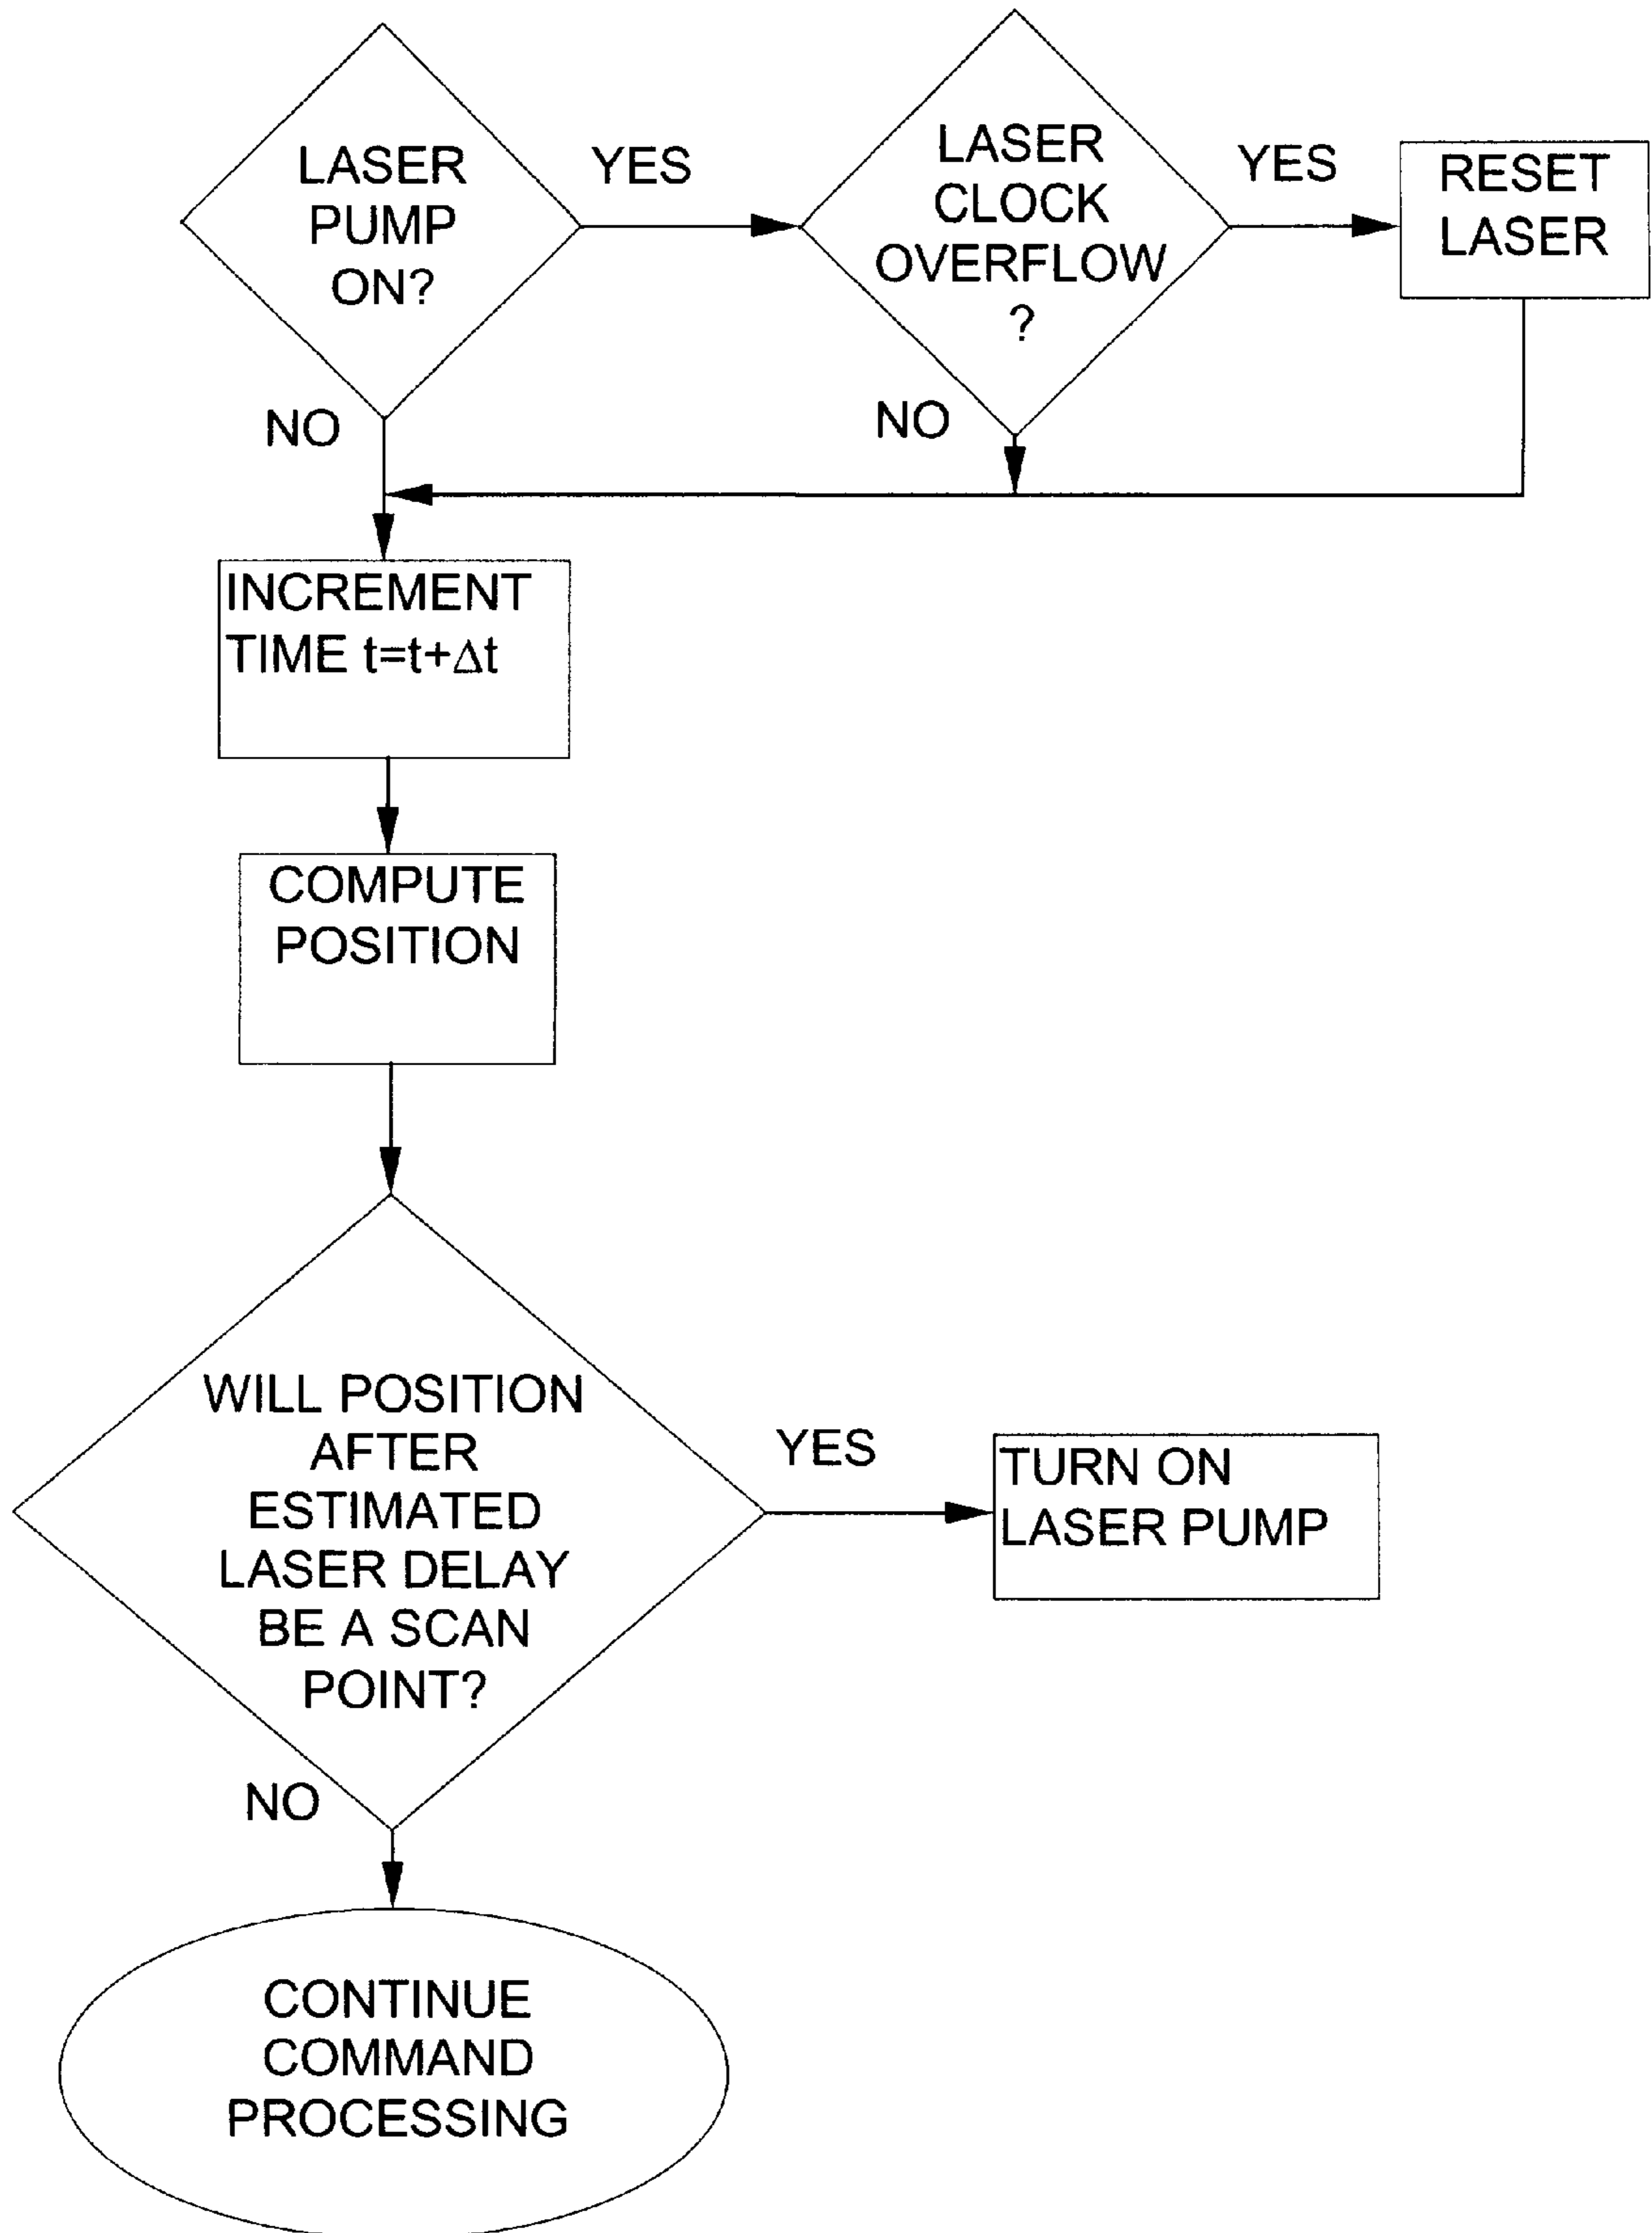 LASER
PUMP
ON?
YES
LASER
CLOCK
OVERFLOW
?
YES
RESET
LASER
NO
NO
INCREMENT
TIME t=t+Δt
COMPUTE
POSITION
WILL POSITION
AFTER
ESTIMATED
LASER DELAY
BE A SCAN
POINT?
YES
TURN ON
LASER PUMP
NO
CONTINUE
COMMAND
PROCESSING